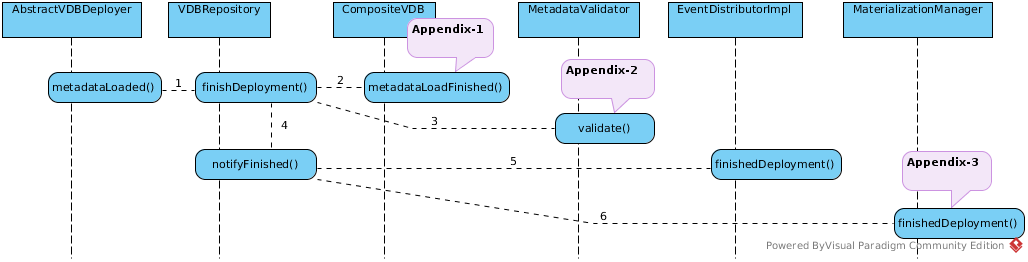 AbstractVDBDeployer
VDBRepository
CompositeVDB
MetadataValidator
EventDistributorImpl
MaterializationManager
Appendix-1
Appendix-2
metadataLoaded()
1
finishDeployment()
2
metadataLoadFinished()
3
validate()
4
notifyFinished()
5
finishedDeployment()
Appendix-3
6
finishedDeployment()
Powered ByVisual Paradigm Community Edition